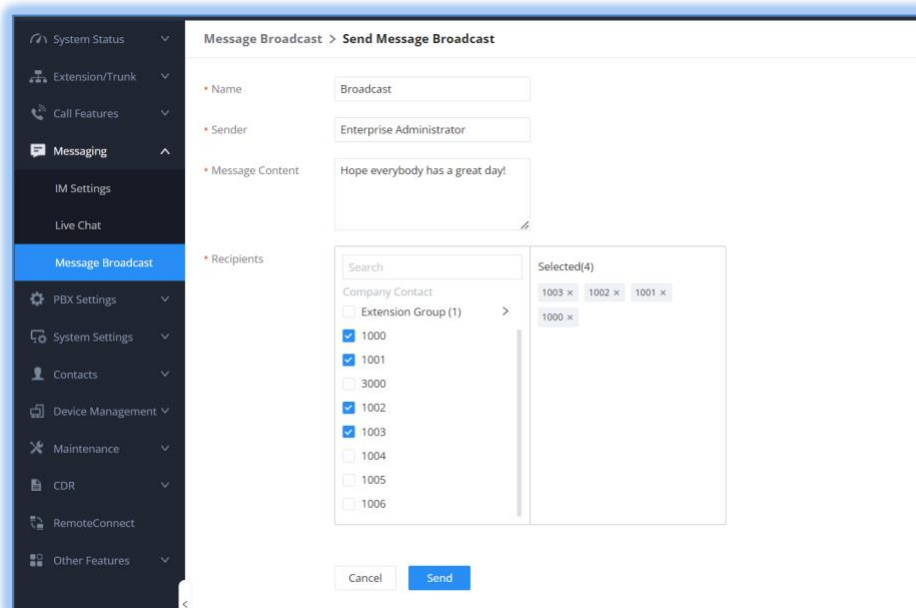 System Status
Extension/Trunk
Call Features
Messaging
IM Settings
Live Chat
Message Broadcast
PBX Settings
System Settings
Contacts
Device Management
Maintenance
CDR
RemoteConnect
Other Features
Message Broadcast > Send Message Broadcast
* Name
Broadcast
* Sender
Enterprise Administrator
* Message Content
Hope everybody has a great day!
* Recipients
Search
Company Contact
Extension Group (1) >
1000
1001
3000
1002
1003
1004
1005
1006
Selected(4)
1003 × 1002 × 1001 ×
1000 ×
Cancel Send